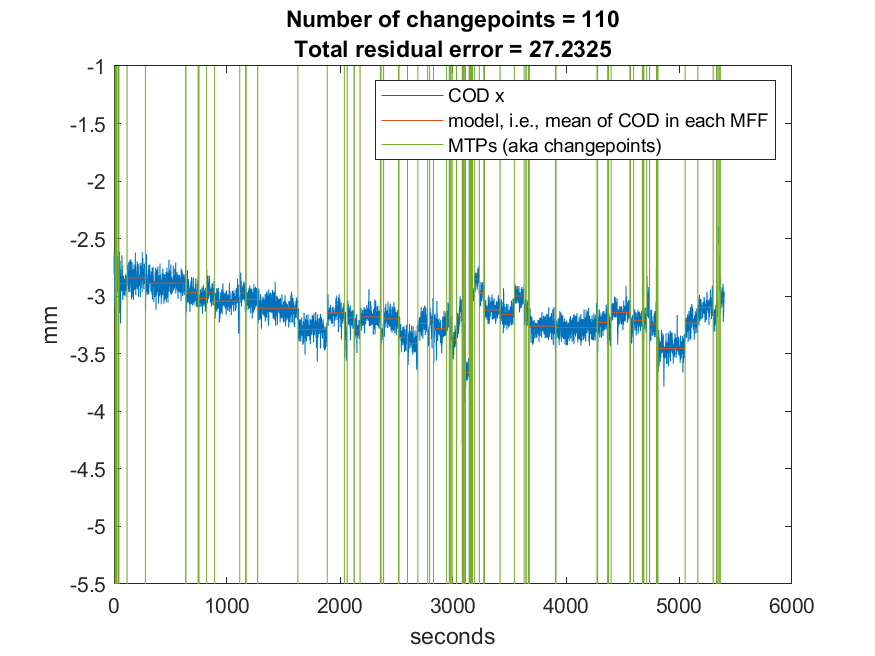 Number of changepoints = 110
Total residual error = 27.2325
-1
COD x
model, i.e., mean of COD in each MFF
MTPs (aka changepoints)
-1.5
-2
-2.5
-3
mm
-3.5
-4
-4.5
-5
-5.5
0 1000 2000 3000 4000 5000 6000
seconds